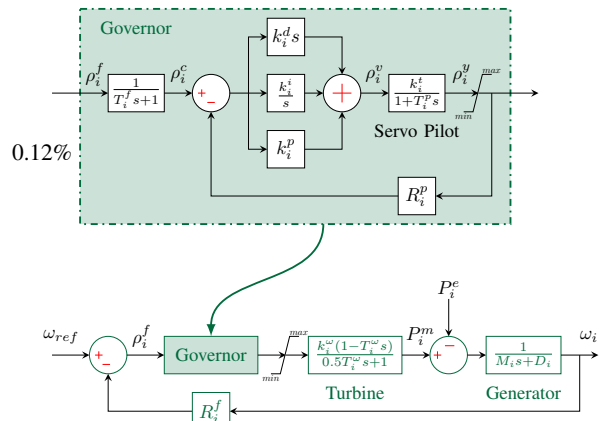 Governor
k_i^d s
ρ_i^f
1/(T_i^f s+1)
ρ_i^c
+
-
k_i^i/s
+
ρ_i^v
k_i^t/(1+T_i^p s)
ρ_i^y
max
min
Servo Pilot
0.12%
k_i^p
R_i^p
ω_ref
+
-
ρ_i^f
Governor
max
min
k_i^ω(1−T_i^ω s)/(0.5T_i^ω s+1)
Turbine
P_i^m
P_i^e
+
−
1/(M_i s+D_i)
Generator
ω_i
R_i^f